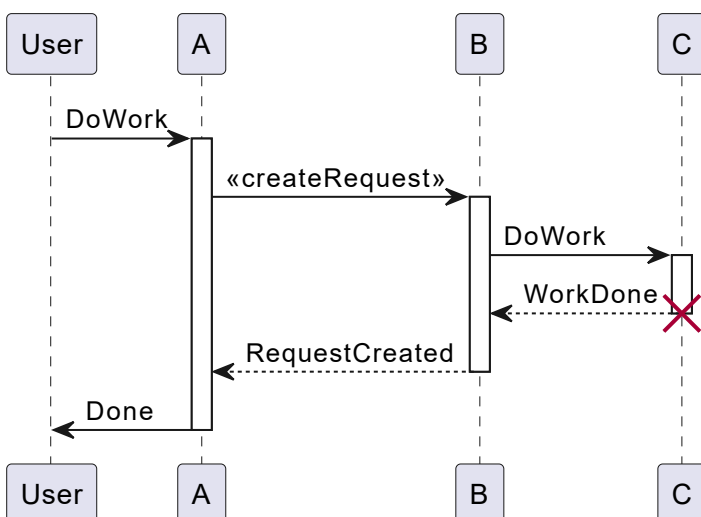 User A B C
DoWork
«createRequest»
DoWork
WorkDone
RequestCreated
Done
User A B C